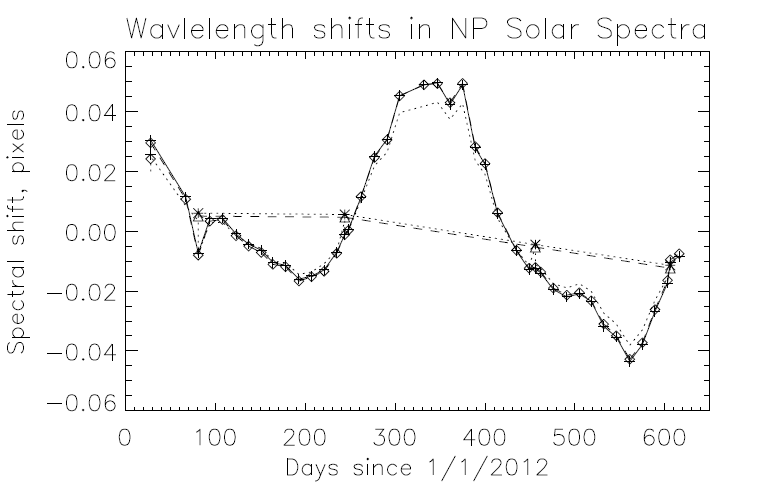 Wavlelength shifts in NP Solar Spectra
Spectral shift, pixels
0.06
0.04
0.02
0.00
−0.02
−0.04
−0.06
0 100 200 300 400 500 600
Days since 1/1/2012